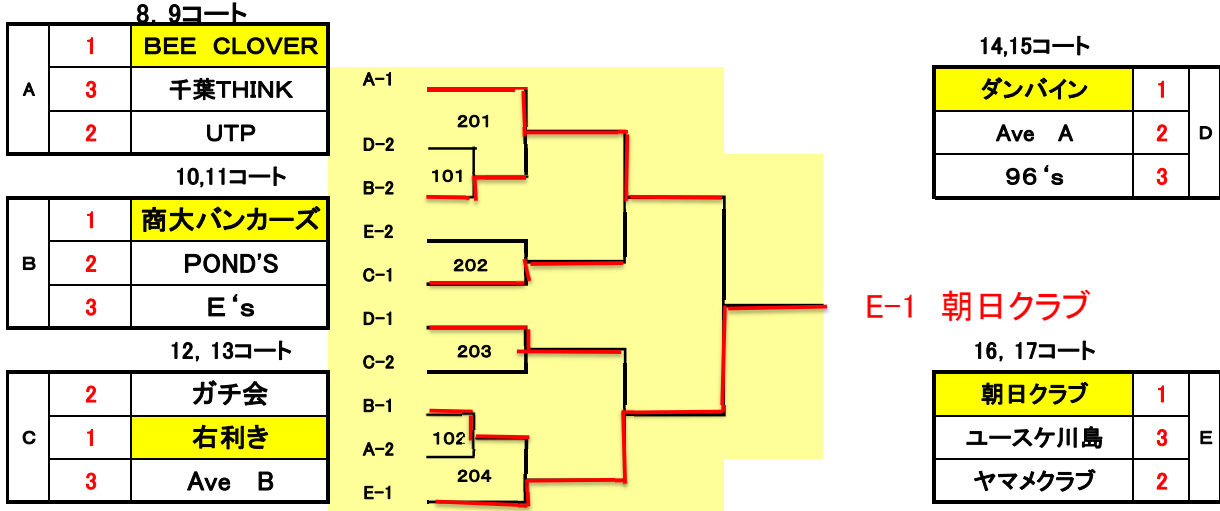 8, 9コート
A
1 BEE CLOVER
3 千葉THINK
2 UTP
10,11コート
B
1 商大バンカーズ
2 POND'S
3 E‘s
12, 13コート
C
2 ガチ会
1 右利き
3 Ave B
A-1
201
D-2
101
B-2
E-2
202
C-1
D-1
203
C-2
B-1
102
A-2
204
E-1
E-1 朝日クラブ
14,15コート
D
ダンバイン 1
Ave A 2
96‘s 3
16, 17コート
E
朝日クラブ 1
ユースケ川島 3
ヤマメクラブ 2